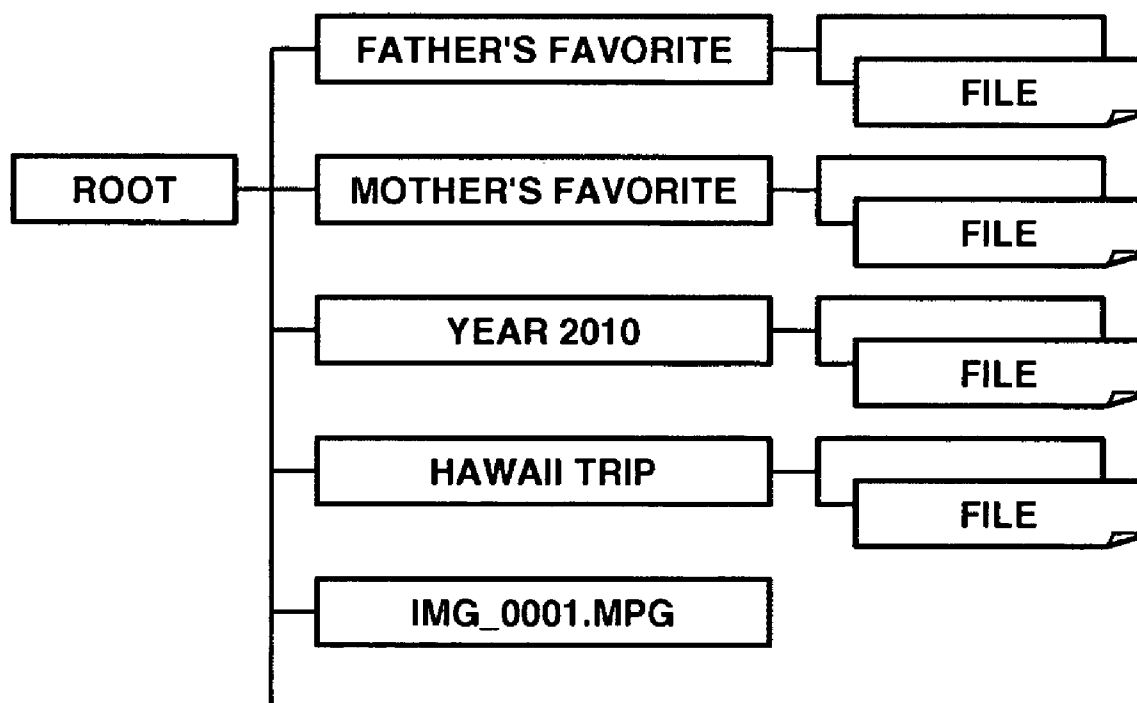 FATHER'S FAVORITE
FILE
ROOT
MOTHER'S FAVORITE
FILE
YEAR 2010
FILE
HAWAII TRIP
FILE
IMG_0001.MPG